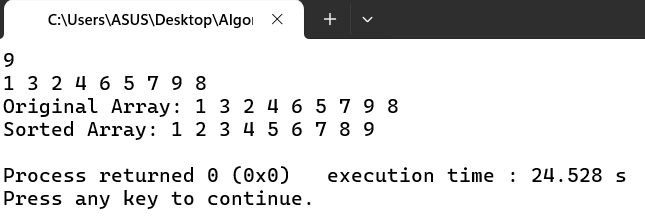 C:\Users\ASUS\Desktop\Algor
9
1 3 2 4 6 5 7 9 8
Original Array: 1 3 2 4 6 5 7 9 8
Sorted Array: 1 2 3 4 5 6 7 8 9
Process returned 0 (0x0)   execution time : 24.528 s
Press any key to continue.